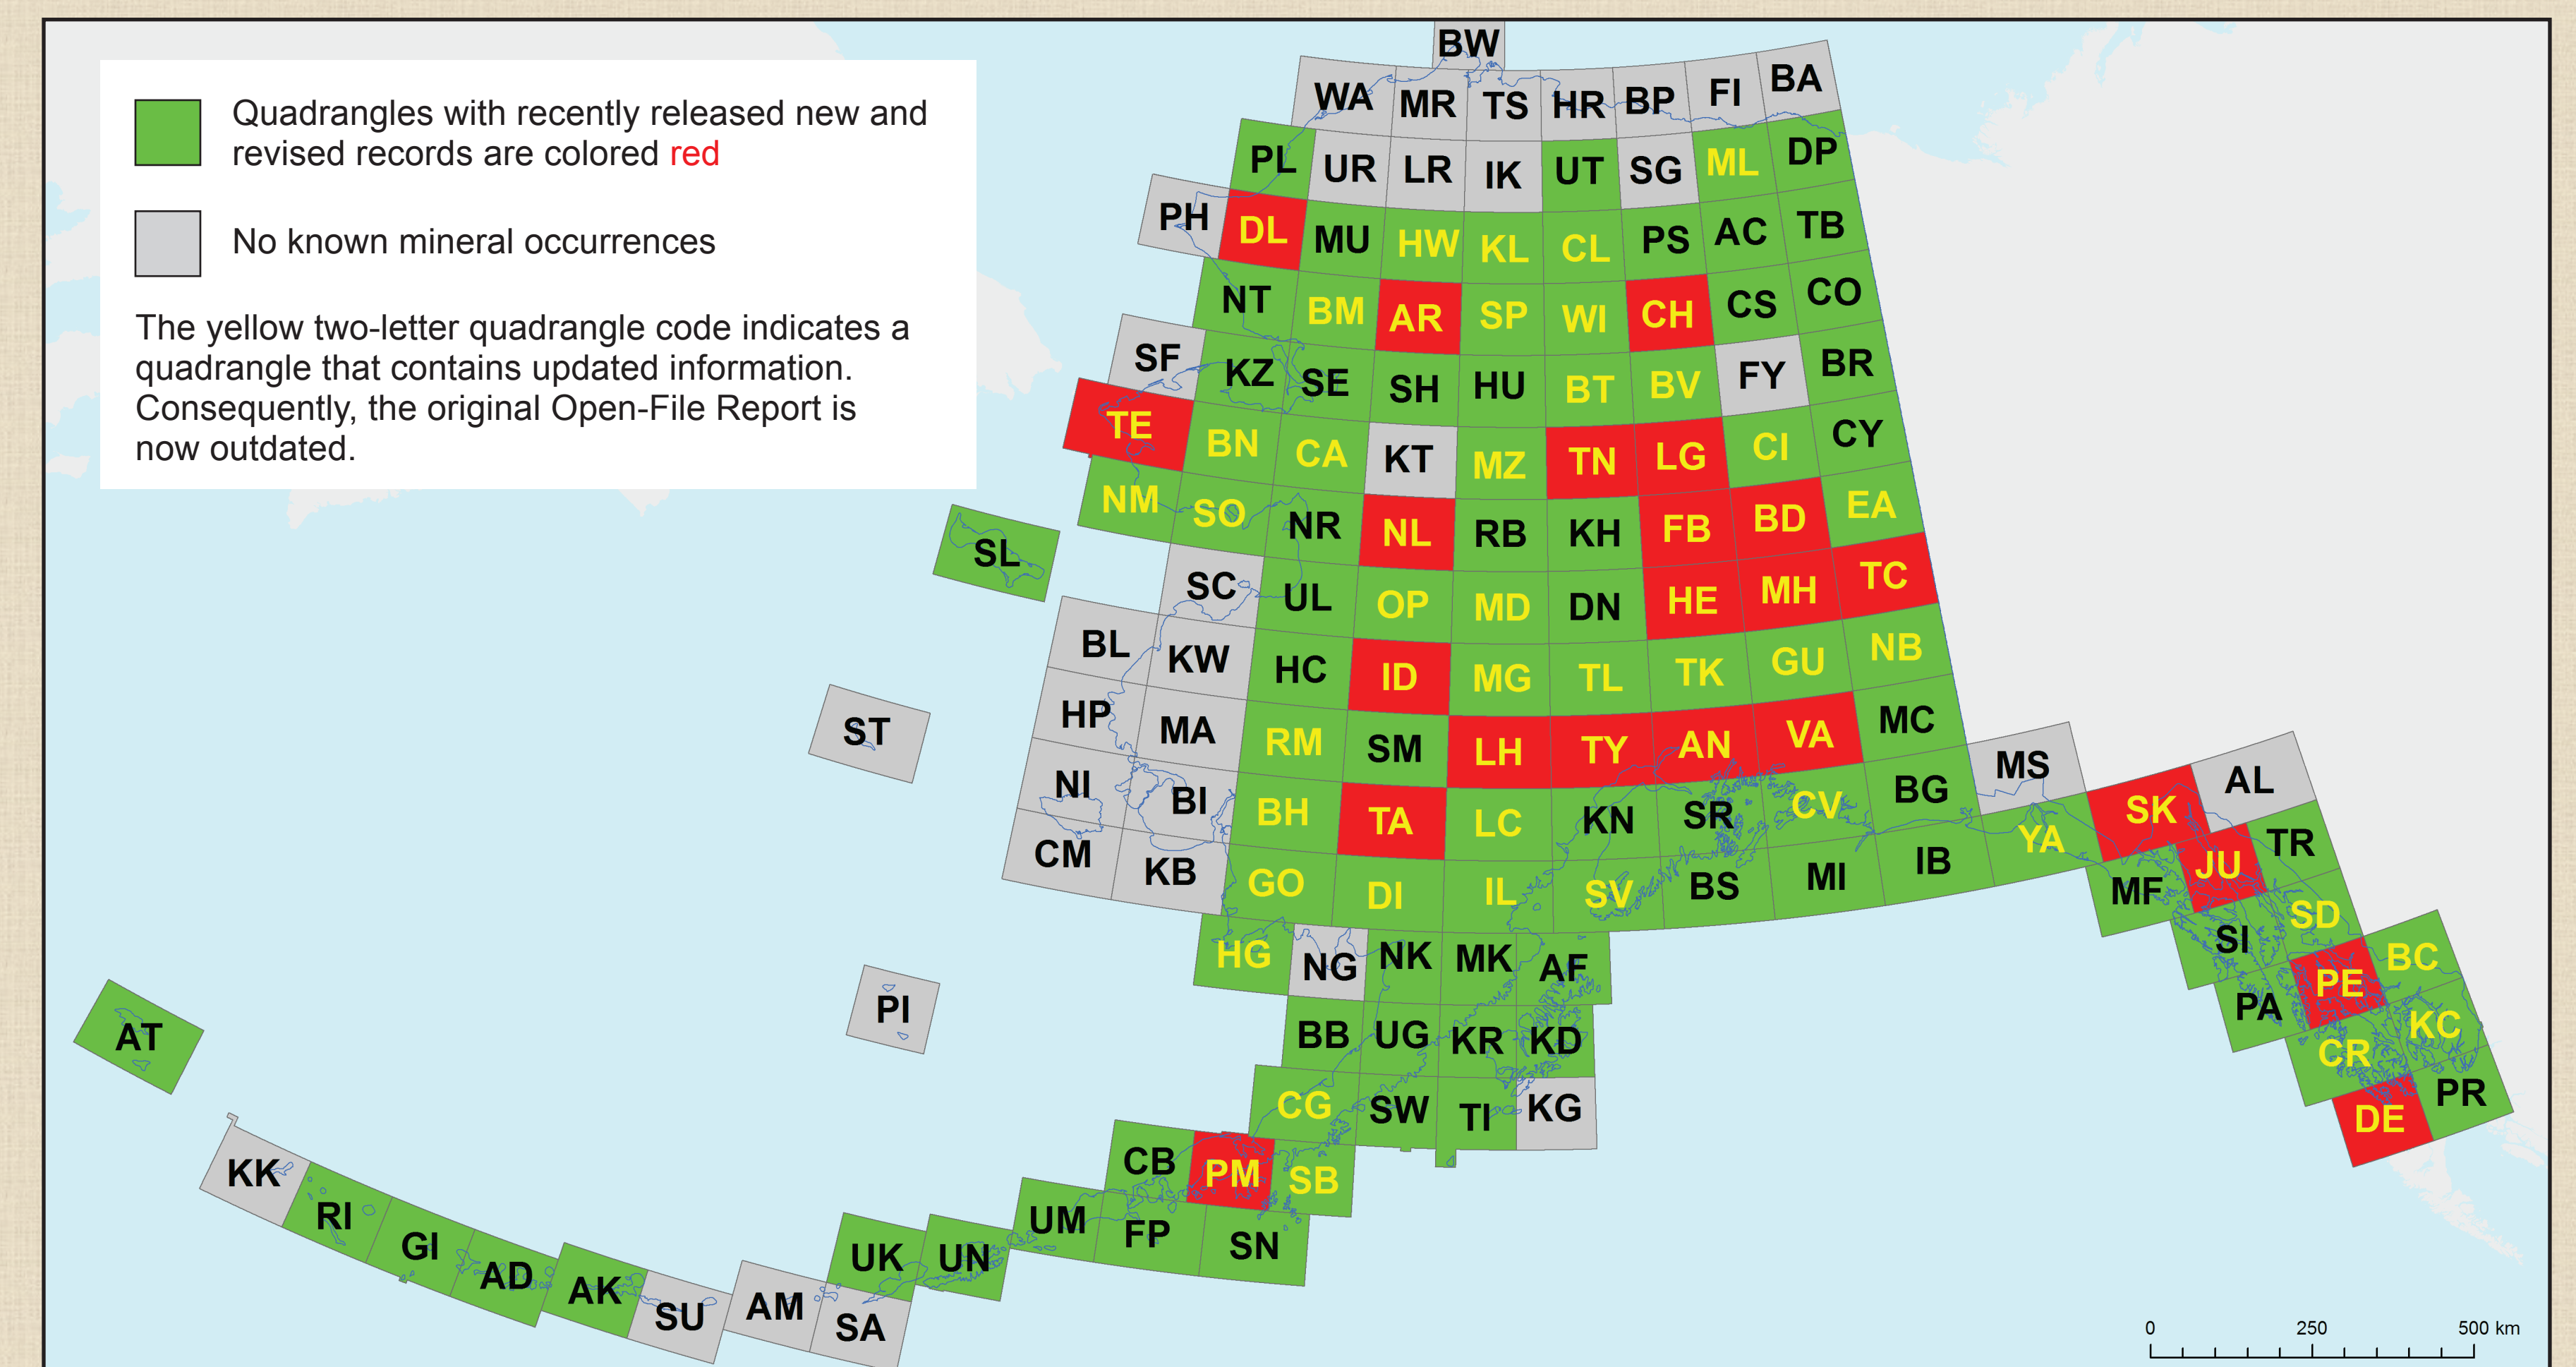 Quadrangles with recently released new and
revised records are colored red
No known mineral occurrences
The yellow two-letter quadrangle code indicates a
quadrangle that contains updated information.
Consequently, the original Open-File Report is
now outdated.
BW
WA MR TS HR BP FI BA
PL UR LR IK UT SG ML DP
PH DL MU HW KL CL PS AC TB
NT BM AR SP WI CH CS CO
SF KZ SE SH HU BT BV FY BR
TE BN CA KT MZ TN LG CI CY
NM SO NR NL RB KH FB BD EA
SL SC UL OP MD DN HE MH TC
BL KW HC ID MG TL TK GU NB
ST HP MA RM SM LH TY AN VA MC
NI BI BH TA LC KN SR CV BG MS SK AL
CM KB GO DI IL SV BS MI IB YA MF JU TR
HG NG NK MK AF SI SD
AT PI BB UG KR KD PA PE BC
CG SW TI KG CR KC
KK CB PM SB DE PR
RI GI AD AK SU AM SA UK UN UM FP SN
0 250 500 km